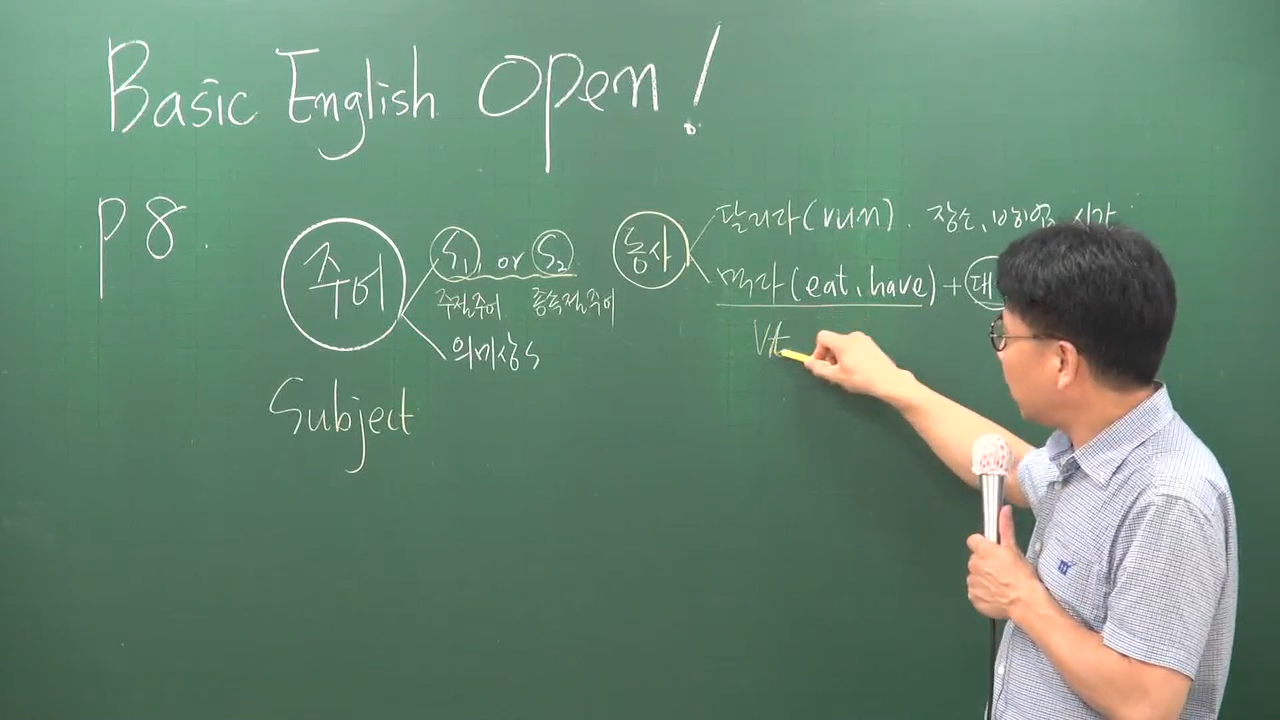 Basic English Open!
P 8
주어
S1 or S2
주절주어 종속절주어
의미상 S
Subject
동사
달리다(run). 장소, 방법, 시간
먹다(eat, have) + 대
Vt